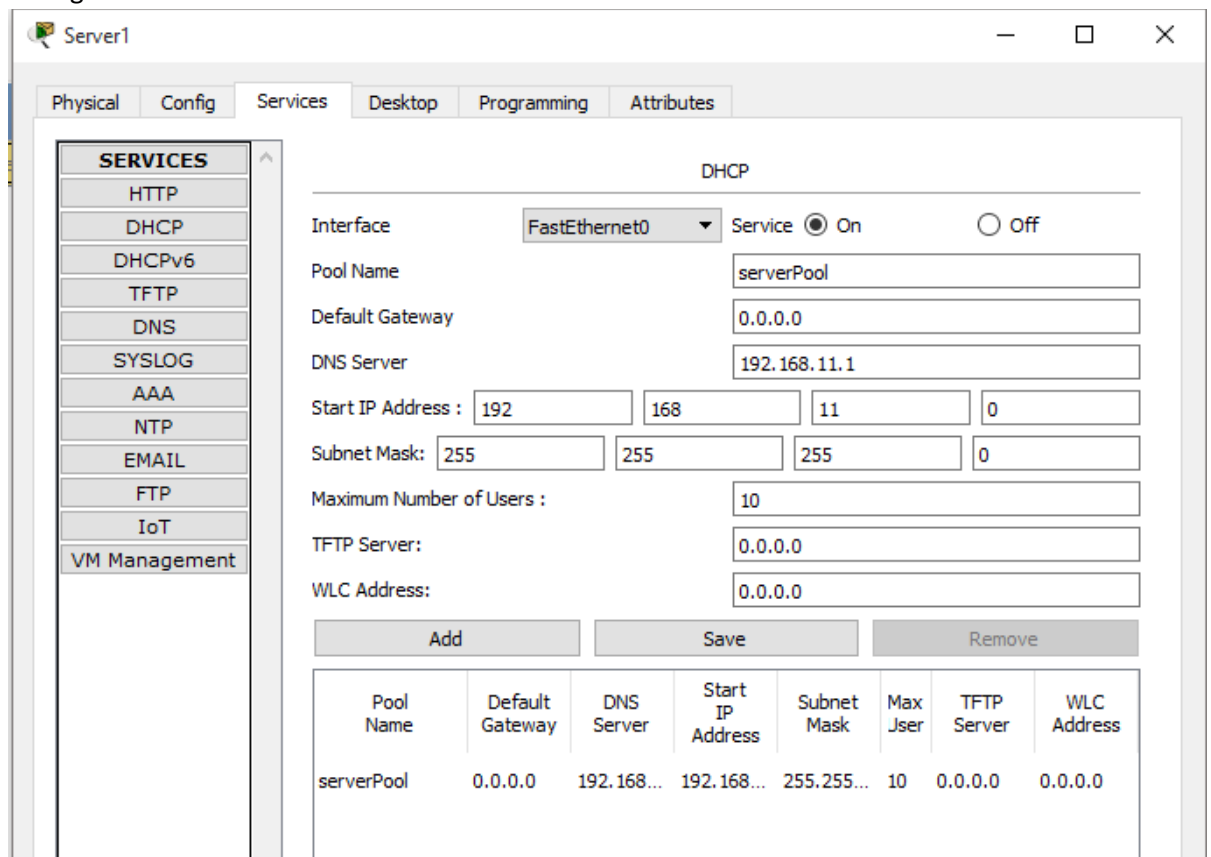 Server1
Physical Config Services Desktop Programming Attributes
SERVICES
HTTP
DHCP
DHCPv6
TFTP
DNS
SYSLOG
AAA
NTP
EMAIL
FTP
IoT
VM Management
DHCP
Interface FastEthernet0 Service On Off
Pool Name serverPool
Default Gateway 0.0.0.0
DNS Server 192.168.11.1
Start IP Address : 192 168 11 0
Subnet Mask: 255 255 255 0
Maximum Number of Users : 10
TFTP Server: 0.0.0.0
WLC Address: 0.0.0.0
Add Save Remove
Pool Name Default Gateway DNS Server Start IP Address Subnet Mask Max User TFTP Server WLC Address
serverPool 0.0.0.0 192.168... 192.168... 255.255... 10 0.0.0.0 0.0.0.0